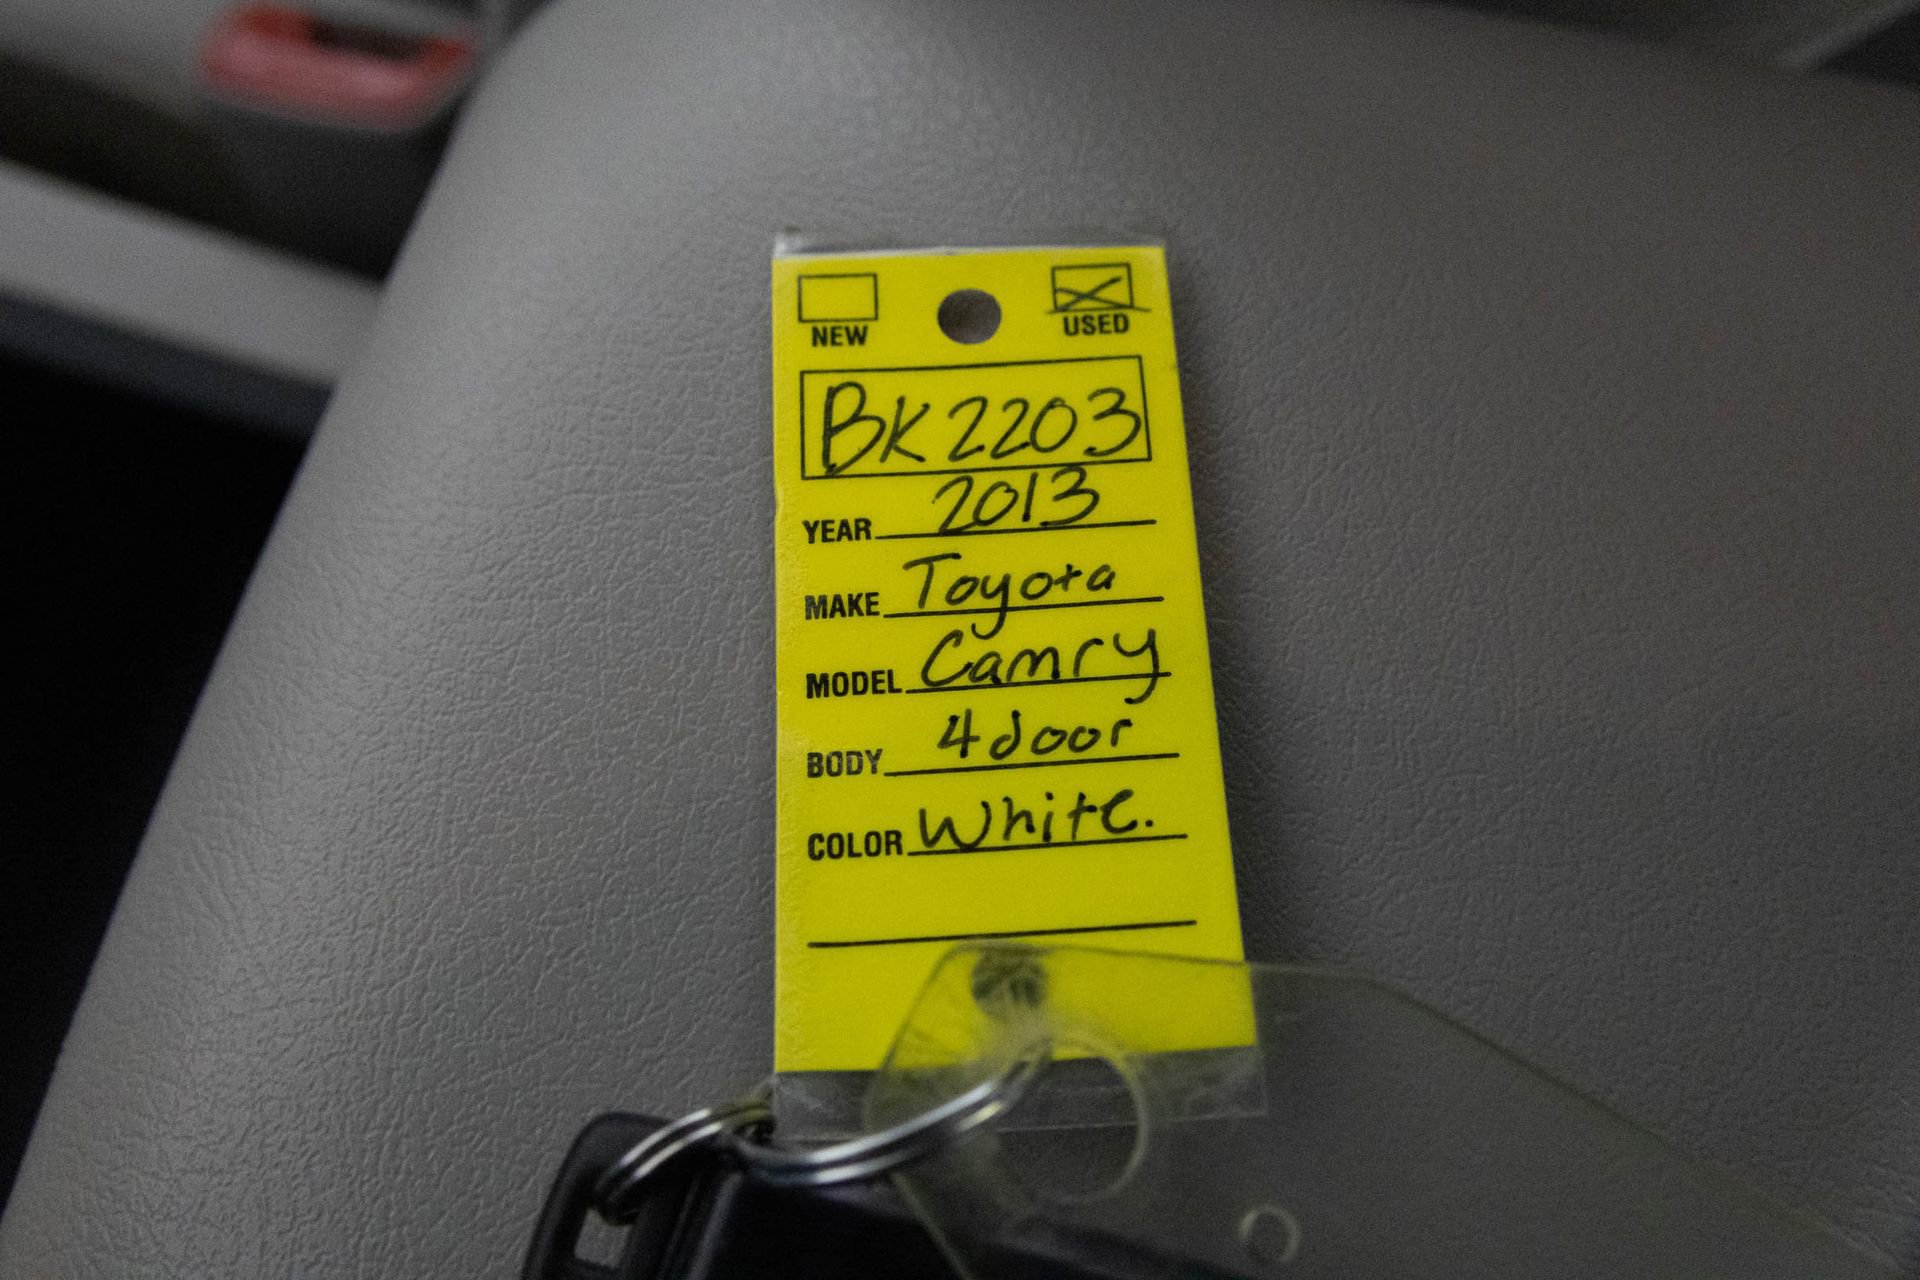 NEW USED
BK2203
YEAR 2013
MAKE Toyota
MODEL Camry
BODY 4door
COLOR White.